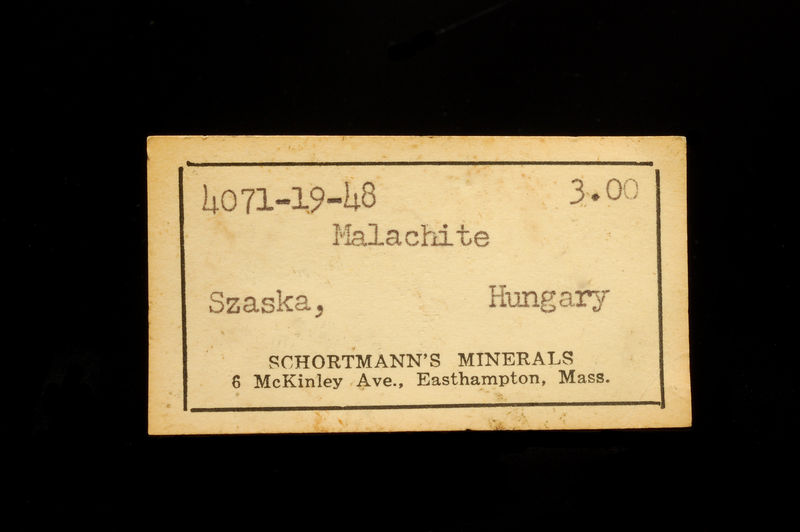 4071-19-48 3.00
Malachite
Szaska, Hungary
SCHORTMANN'S MINERALS
6 McKinley Ave., Easthampton, Mass.